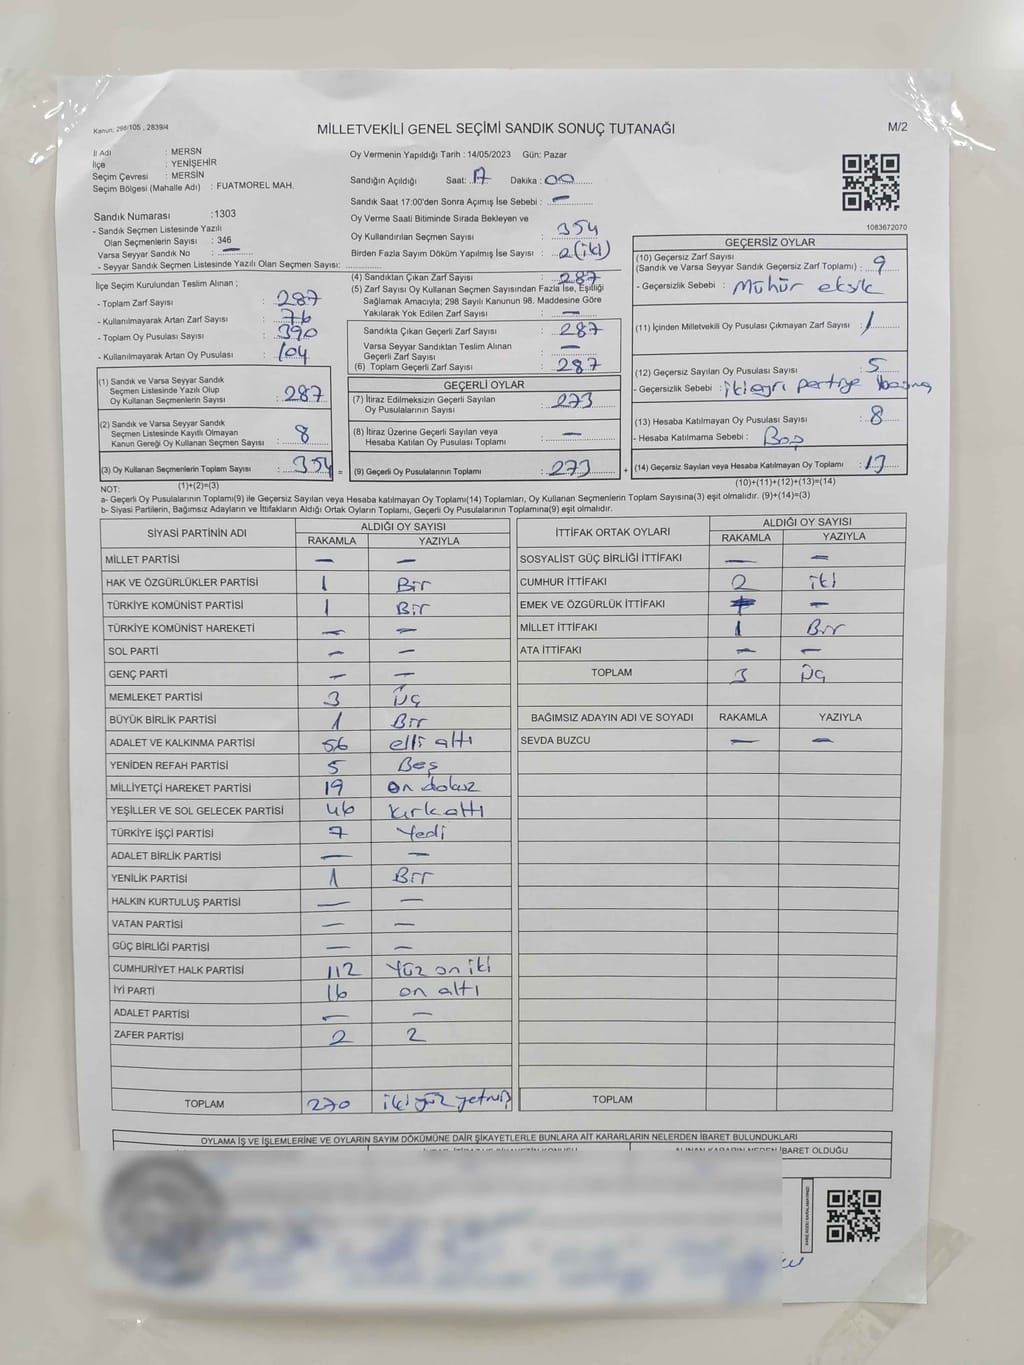 Kanun: 298/105 , 2839/4
MİLLETVEKİLİ GENEL SEÇİMİ SANDIK SONUÇ TUTANAĞI
M/2
İl Adı : MERSN
İlçe : YENİŞEHİR
Seçim Çevresi : MERSİN
Seçim Bölgesi (Mahalle Adı) : FUATMOREL MAH.
Sandık Numarası :1303
- Sandık Seçmen Listesinde Yazılı
Olan Seçmenlerin Sayısı : 346
Varsa Seyyar Sandık No —
- Seyyar Sandık Seçmen Listesinde Yazılı Olan Seçmen Sayısı:
Oy Vermenin Yapıldığı Tarih : 14/05/2023 Gün: Pazar
Sandığın Açıldığı Saat: 17 Dakika : 00
Sandık Saat 17:00'den Sonra Açımış İse Sebebi : —
Oy Verme Saati Bitiminde Sırada Bekleyen ve
Oy Kullandırılan Seçmen Sayısı : 354
Birden Fazla Sayım Döküm Yapılmış İse Sayısı : 2 (iki)
1083672070
İlçe Seçim Kurulundan Teslim Alınan ;
- Toplam Zarf Sayısı : 287
- Kullanılmayarak Artan Zarf Sayısı : 76
- Toplam Oy Pusulası Sayısı : 390
- Kullanılmayarak Artan Oy Pusulası : 104
(1) Sandık ve Varsa Seyyar Sandık
Seçmen Listesinde Yazılı Olup
Oy Kullanan Seçmenlerin Sayısı : 287
(2) Sandık ve Varsa Seyyar Sandık
Seçmen Listesinde Kayıtlı Olmayan
Kanun Gereği Oy Kullanan Seçmen Sayısı : 8
(3) Oy Kullanan Seçmenlerin Toplam Sayısı : 354 =
(1)+(2)=(3)
(4) Sandıktan Çıkan Zarf Sayısı : 287
(5) Zarf Sayısı Oy Kullanan Seçmen Sayısından Fazla İse, Eşitliği
Sağlamak Amacıyla; 298 Sayılı Kanunun 98. Maddesine Göre
Yakılarak Yok Edilen Zarf Sayısı : —
Sandıkta Çıkan Geçerli Zarf Sayısı : 287
Varsa Seyyar Sandıktan Teslim Alınan
Geçerli Zarf Sayısı : —
(6) Toplam Geçerli Zarf Sayısı : 287
GEÇERLİ OYLAR
(7) İtiraz Edilmeksizin Geçerli Sayılan
Oy Pusulalarının Sayısı : 273
(8) İtiraz Üzerine Geçerli Sayılan veya
Hesaba Katılan Oy Pusulası Toplamı : —
(9) Geçerli Oy Pusulalarının Toplamı : 273 +
GEÇERSİZ OYLAR
(10) Geçersiz Zarf Sayısı
(Sandık ve Varsa Seyyar Sandık Geçersiz Zarf Toplamı) : 9
- Geçersizlik Sebebi : Mühür eksik
(11) İçinden Milletvekili Oy Pusulası Çıkmayan Zarf Sayısı : 1
(12) Geçersiz Sayılan Oy Pusulası Sayısı : 5
- Geçersizlik Sebebi : iki ayrı partiye
(13) Hesaba Katılmayan Oy Pusulası Sayısı : 8
- Hesaba Katılmama Sebebi : Boş
(14) Geçersiz Sayılan veya Hesaba Katılmayan Oy Toplamı : 13
(10)+(11)+(12)+(13)=(14)
NOT:
a- Geçerli Oy Pusulalarının Toplamı(9) ile Geçersiz Sayılan veya Hesaba katılmayan Oy Toplamı(14) Toplamları, Oy Kullanan Seçmenlerin Toplam Sayısına(3) eşit olmalıdır. (9)+(14)=(3)
b- Siyasi Partilerin, Bağımsız Adayların ve İttifakların Aldığı Ortak Oyların Toplamı, Geçerli Oy Pusulalarının Toplamına(9) eşit olmalıdır.
SİYASİ PARTİNİN ADI ALDIĞI OY SAYISI
RAKAMLA YAZIYLA
MİLLET PARTİSİ — —
HAK VE ÖZGÜRLÜKLER PARTİSİ 1 Bir
TÜRKİYE KOMÜNİST PARTİSİ 1 Bir
TÜRKİYE KOMÜNİST HAREKETİ — —
SOL PARTİ — —
GENÇ PARTİ — —
MEMLEKET PARTİSİ 3 Üç
BÜYÜK BİRLİK PARTİSİ 1 Bir
ADALET VE KALKINMA PARTİSİ 56 elli altı
YENİDEN REFAH PARTİSİ 5 Beş
MİLLİYETÇİ HAREKET PARTİSİ 19 on dokuz
YEŞİLLER VE SOL GELECEK PARTİSİ 46 kırk altı
TÜRKİYE İŞÇİ PARTİSİ 7 Yedi
ADALET BİRLİK PARTİSİ — —
YENİLİK PARTİSİ 1 Bir
HALKIN KURTULUŞ PARTİSİ — —
VATAN PARTİSİ — —
GÜÇ BİRLİĞİ PARTİSİ — —
CUMHURİYET HALK PARTİSİ 112 Yüz on iki
İYİ PARTİ 16 on altı
ADALET PARTİSİ — —
ZAFER PARTİSİ 2 2
TOPLAM 270 iki yüz yetmiş
İTTİFAK ORTAK OYLARI ALDIĞI OY SAYISI
RAKAMLA YAZIYLA
SOSYALİST GÜÇ BİRLİĞİ İTTİFAKI — —
CUMHUR İTTİFAKI 2 iki
EMEK VE ÖZGÜRLÜK İTTİFAKI —
MİLLET İTTİFAKI 1 Bir
ATA İTTİFAKI — —
TOPLAM 3 Üç
BAĞIMSIZ ADAYIN ADI VE SOYADI RAKAMLA YAZIYLA
SEVDA BUZCU — —
TOPLAM
OYLAMA İŞ VE İŞLEMLERİNE VE OYLARIN SAYIM DÖKÜMÜNE DAİR ŞİKAYETLERLE BUNLARA AİT KARARLARIN NELERDEN İBARET BULUNDUKLARI
ALINAN KARARIN NEDEN İBARET OLDUĞU